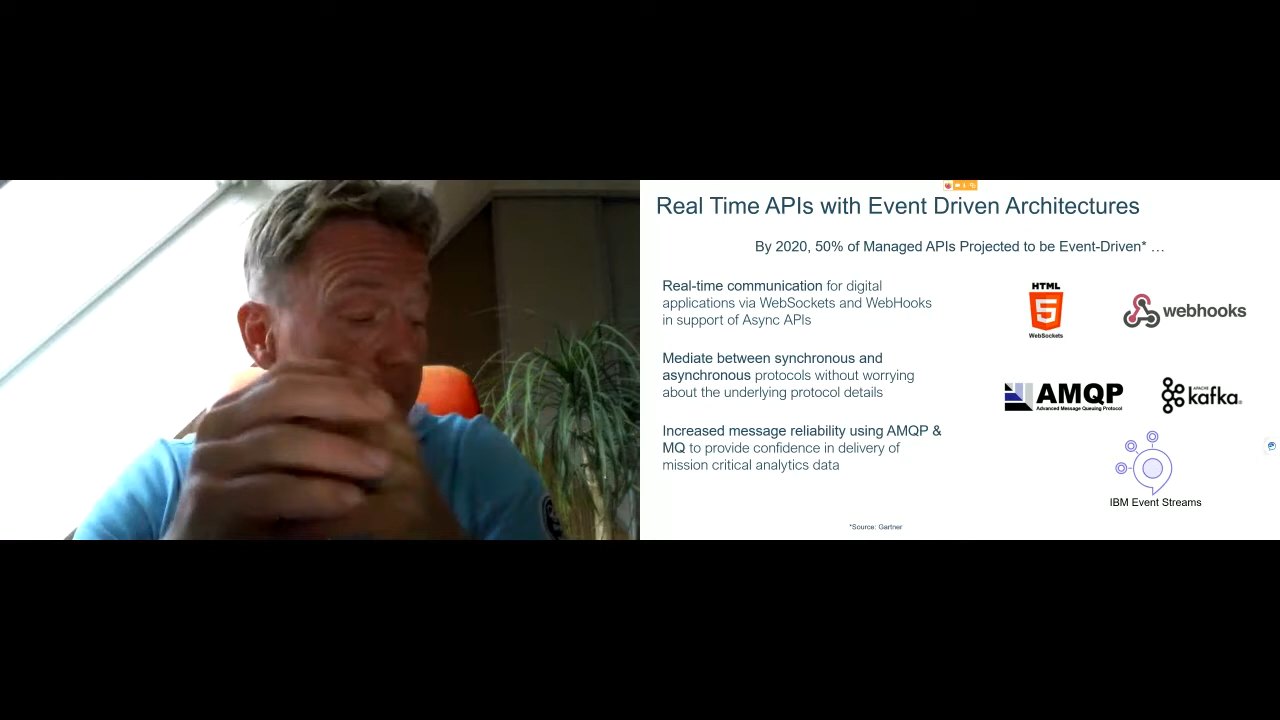 Real Time APIs with Event Driven Architectures
By 2020, 50% of Managed APIs Projected to be Event-Driven* …
Real-time communication for digital
applications via WebSockets and WebHooks
in support of Async APIs
HTML
5
WebSockets
webhooks
Mediate between synchronous and
asynchronous protocols without worrying
about the underlying protocol details
AMQP
Advanced Message Queuing Protocol
APACHE
kafka®
Increased message reliability using AMQP &
MQ to provide confidence in delivery of
mission critical analytics data
IBM Event Streams
*Source: Gartner